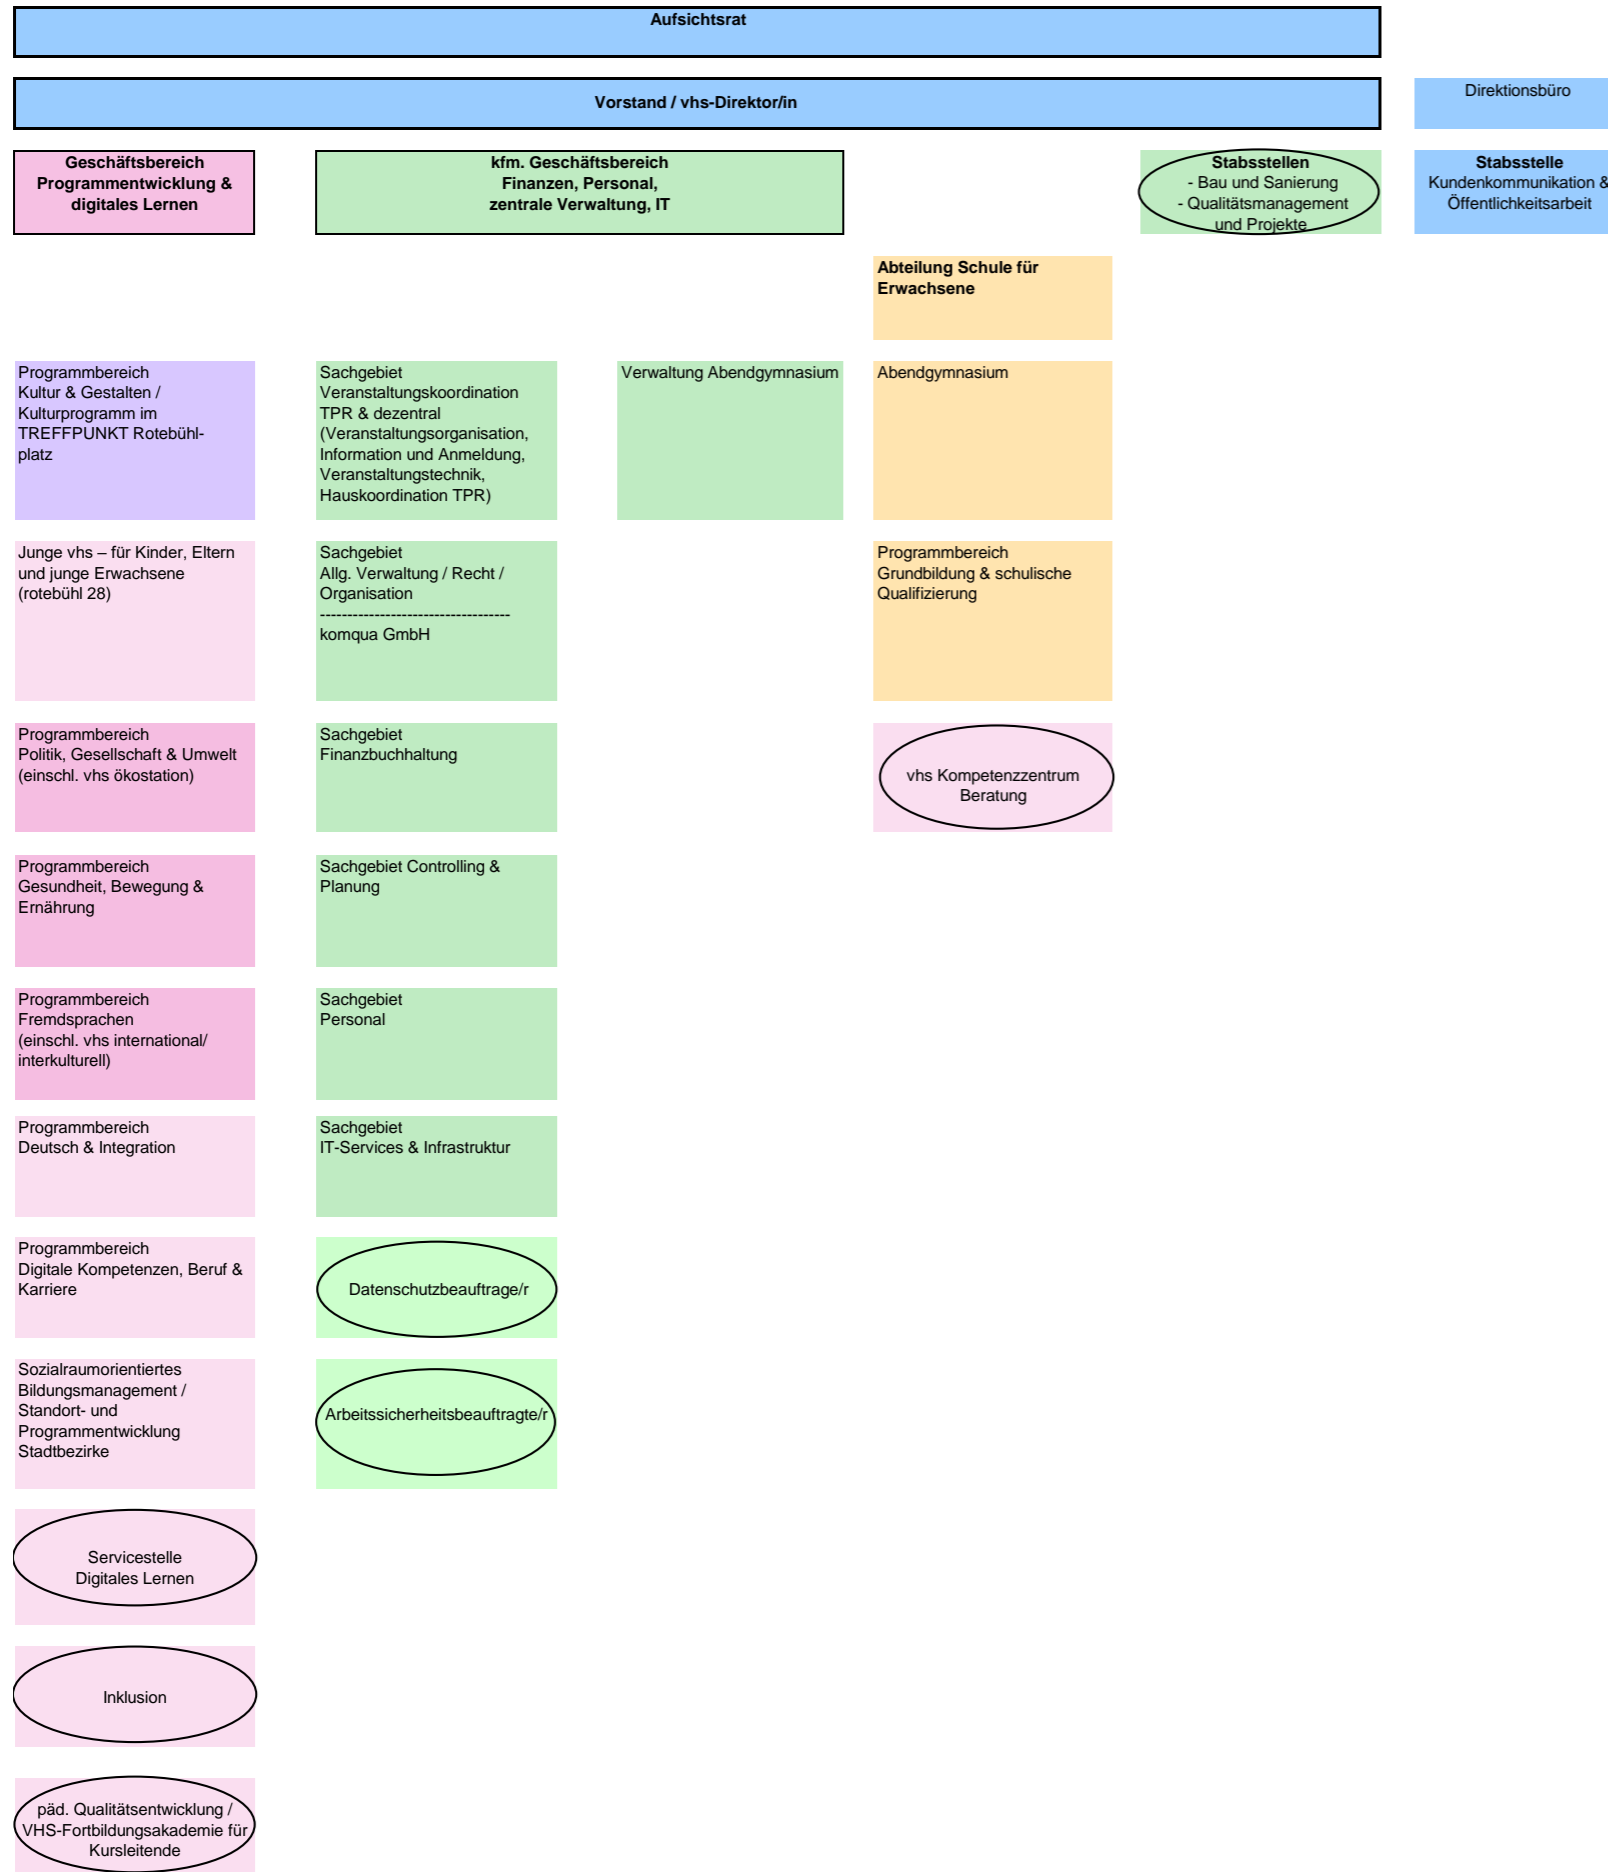 Aufsichtsrat
Vorstand / vhs-Direktor/in
Direktionsbüro
Geschäftsbereich
Programmentwicklung &
digitales Lernen
kfm. Geschäftsbereich
Finanzen, Personal,
zentrale Verwaltung, IT
Stabsstellen
- Bau und Sanierung
- Qualitätsmanagement
und Projekte
Stabsstelle
Kundenkommunikation &
Öffentlichkeitsarbeit
Abteilung Schule für
Erwachsene
Programmbereich
Kultur & Gestalten /
Kulturprogramm im
TREFFPUNKT Rotebühl-
platz
Sachgebiet
Veranstaltungskoordination
TPR & dezentral
(Veranstaltungsorganisation,
Information und Anmeldung,
Veranstaltungstechnik,
Hauskoordination TPR)
Verwaltung Abendgymnasium
Abendgymnasium
Junge vhs – für Kinder, Eltern
und junge Erwachsene
(rotebühl 28)
Sachgebiet
Allg. Verwaltung / Recht /
Organisation
-----------------------------------
komqua GmbH
Programmbereich
Grundbildung & schulische
Qualifizierung
Programmbereich
Politik, Gesellschaft & Umwelt
(einschl. vhs ökostation)
Sachgebiet
Finanzbuchhaltung
vhs Kompetenzzentrum
Beratung
Programmbereich
Gesundheit, Bewegung &
Ernährung
Sachgebiet Controlling &
Planung
Programmbereich
Fremdsprachen
(einschl. vhs international/
interkulturell)
Sachgebiet
Personal
Programmbereich
Deutsch & Integration
Sachgebiet
IT-Services & Infrastruktur
Programmbereich
Digitale Kompetenzen, Beruf &
Karriere
Datenschutzbeauftrage/r
Sozialraumorientiertes
Bildungsmanagement /
Standort- und
Programmentwicklung
Stadtbezirke
Arbeitssicherheitsbeauftragte/r
Servicestelle
Digitales Lernen
Inklusion
päd. Qualitätsentwicklung /
VHS-Fortbildungsakademie für
Kursleitende